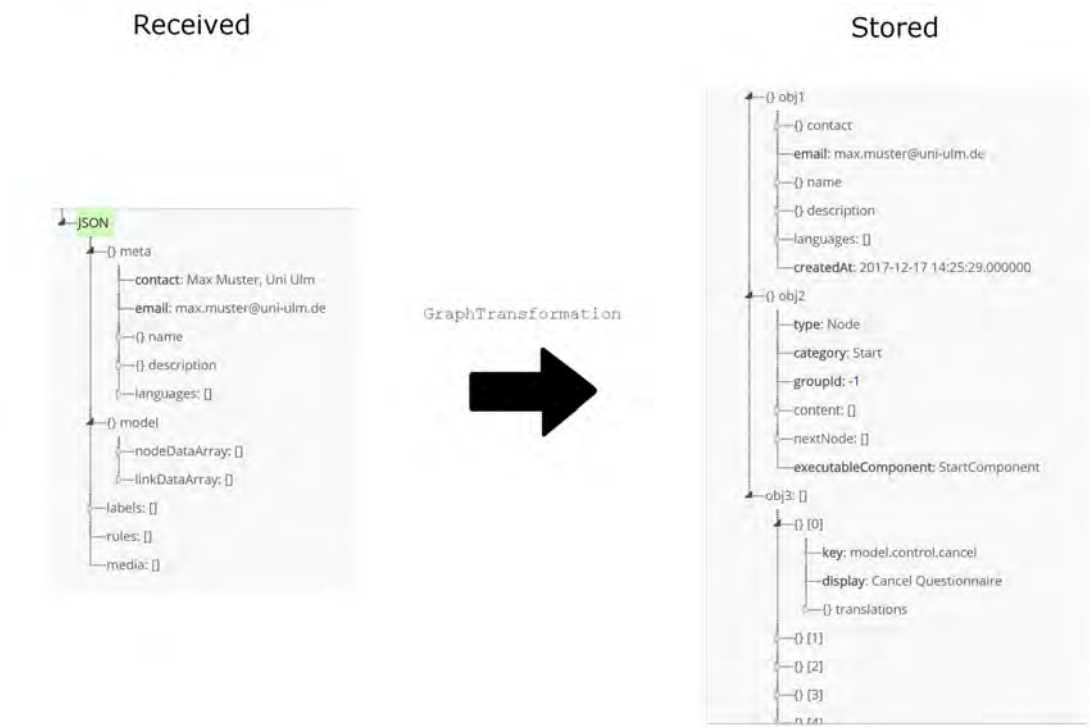 Received
Stored
JSON
{} meta
contact: Max Muster, Uni Ulm
email: max.muster@uni-ulm.de
{} name
{} description
languages: []
{} model
nodeDataArray: []
linkDataArray: []
labels: []
rules: []
media: []
GraphTransformation
{} obj1
{} contact
email: max.muster@uni-ulm.de
{} name
{} description
languages: []
createdAt: 2017-12-17 14:25:29.000000
{} obj2
type: Node
category: Start
groupId: -1
content: []
nextNode: []
executableComponent: StartComponent
obj3: []
{} [0]
key: model.control.cancel
display: Cancel Questionnaire
{} translations
{} [1]
{} [2]
{} [3]
{} [4]